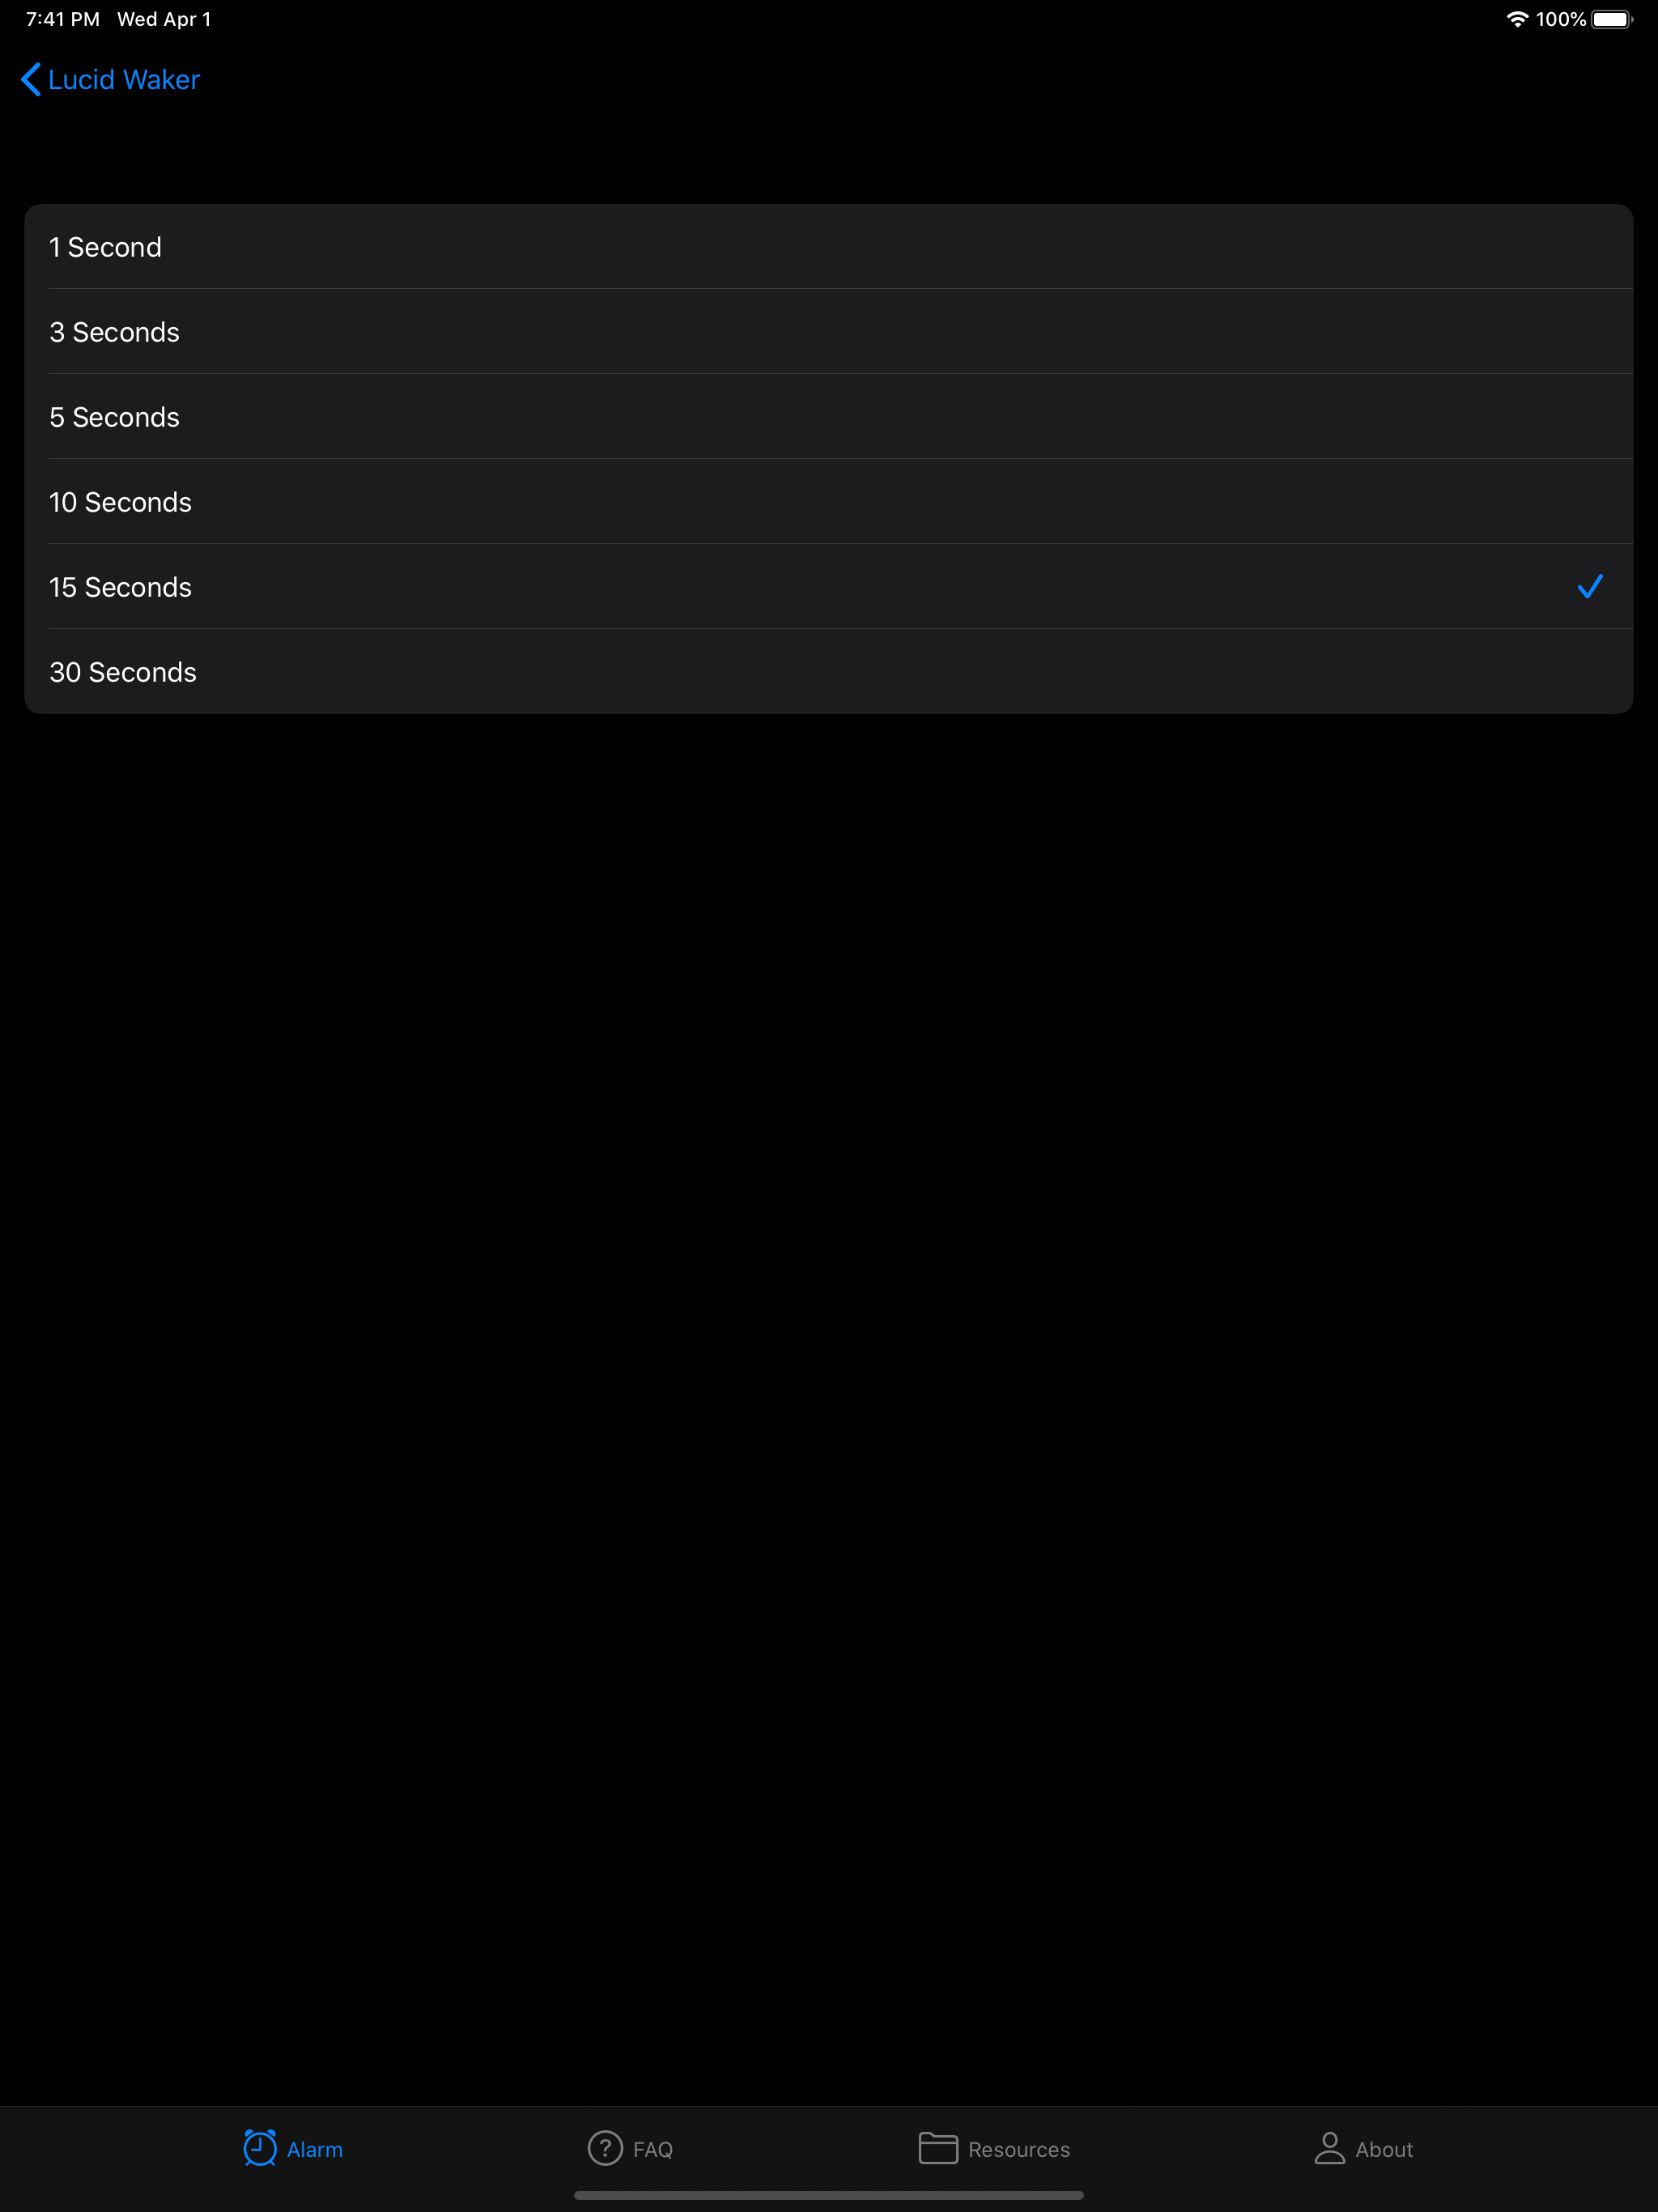 7:41 PM Wed Apr 1 100%
Lucid Waker
1 Second
3 Seconds
5 Seconds
10 Seconds
15 Seconds
30 Seconds
Alarm ? FAQ Resources About